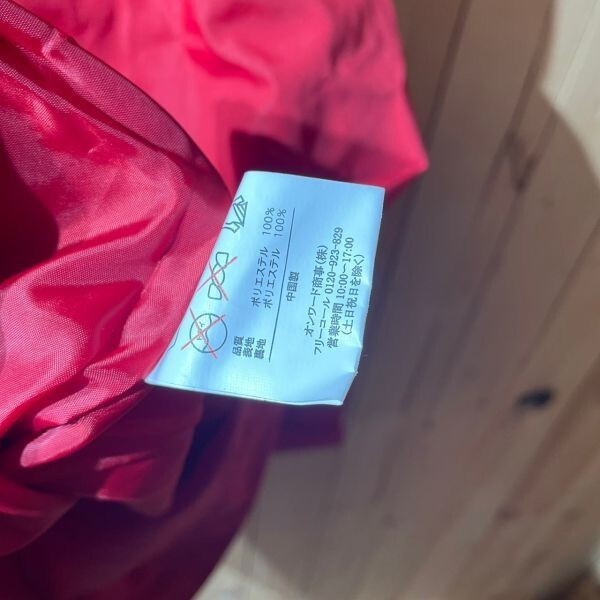 品質
表地 ポリエステル 100%
裏地 ポリエステル 100%
中国製
オンワード商事(株)
フリーコール 0120-923-829
営業時間 10:00〜17:00
(土日祝日を除く)